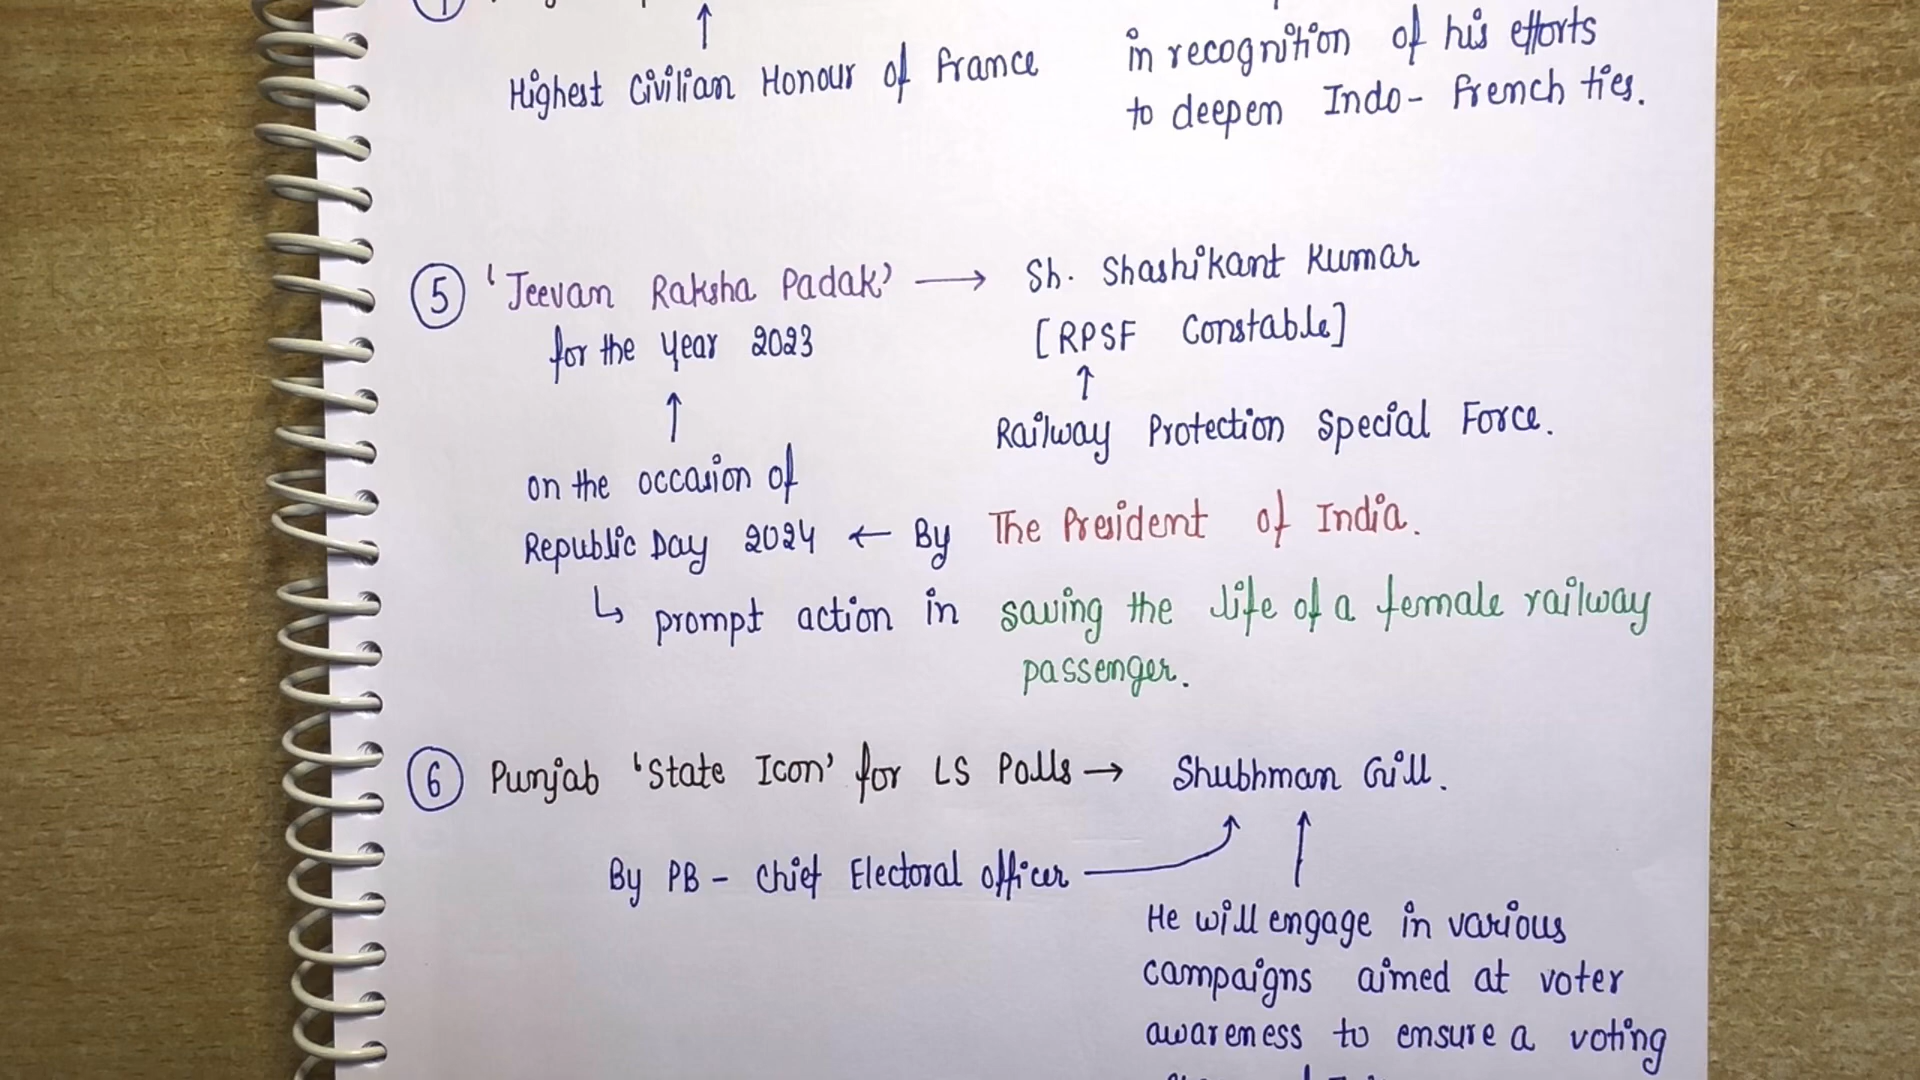 Highest Civilian Honour of France
in recognition of his efforts
to deepen Indo-French ties.
⑤ 'Jeevan Raksha Padak' → Sh. Shashikant Kumar
for the year 2023
[RPSF Constable]
↑
Railway Protection Special Force.
↑
on the occasion of
Republic Day 2024 ← By The President of India.
↳ prompt action in saving the life of a female railway
passenger.
⑥ Punjab 'State Icon' for LS Polls → Shubhman Gill.
By PB - Chief Electoral officer
He will engage in various
campaigns aimed at voter
awareness to ensure a voting